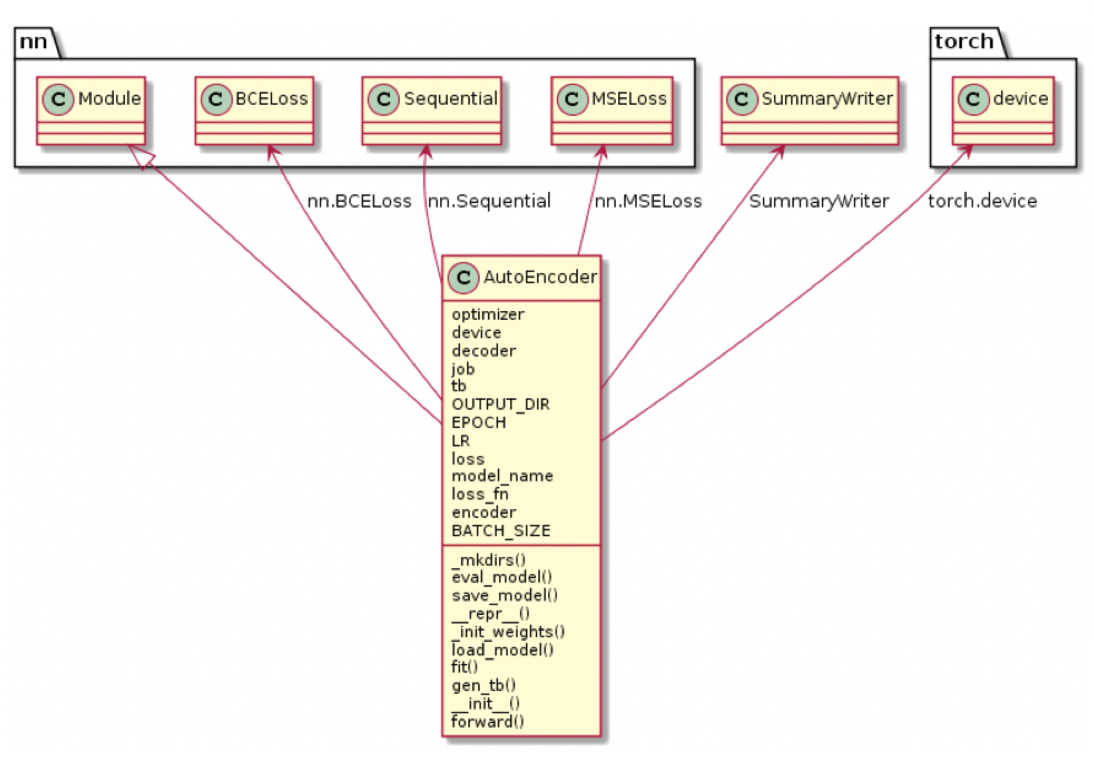 nn
torch
C Module
C BCELoss
C Sequential
C MSELoss
C SummaryWriter
C device
nn.BCELoss
nn.Sequential
nn.MSELoss
SummaryWriter
torch.device
C AutoEncoder
optimizer
device
decoder
job
tb
OUTPUT_DIR
EPOCH
LR
loss
model_name
loss_fn
encoder
BATCH_SIZE
_mkdirs()
eval_model()
save_model()
__repr__()
_init_weights()
load_model()
fit()
gen_tb()
__init__()
forward()